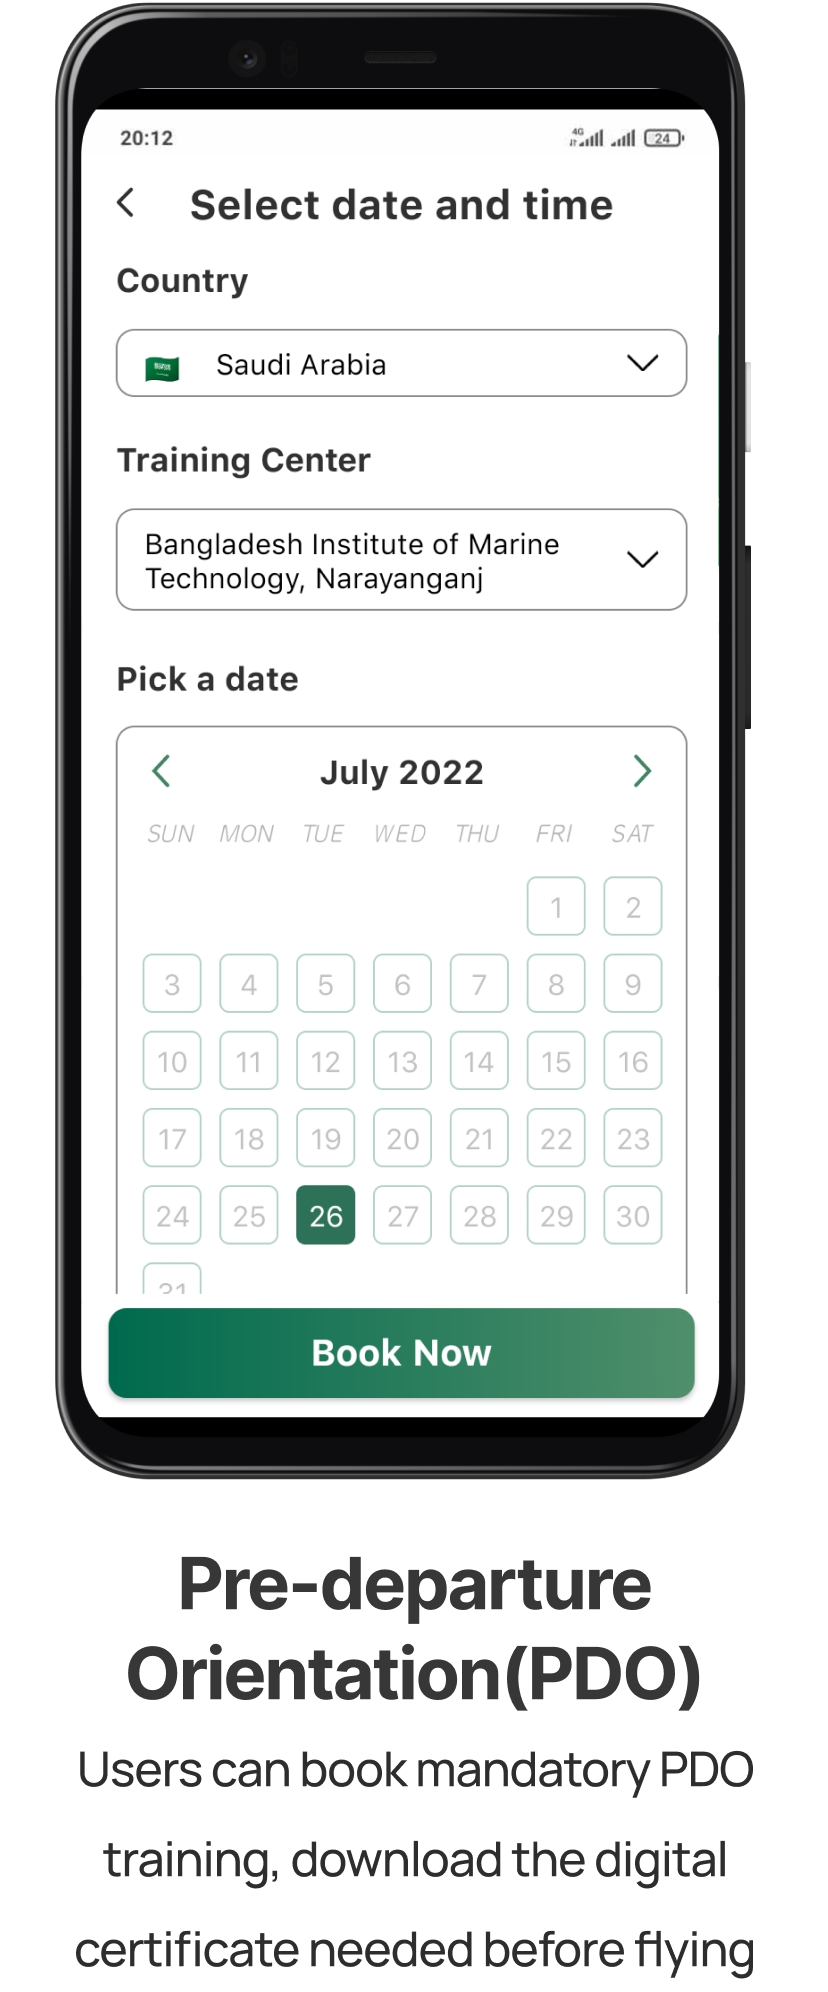 20:12
4G
24
Select date and time
Country
Saudi Arabia
Training Center
Bangladesh Institute of Marine
Technology, Narayanganj
Pick a date
July 2022
SUN MON TUE WED THU FRI SAT
1 2
3 4 5 6 7 8 9
10 11 12 13 14 15 16
17 18 19 20 21 22 23
24 25 26 27 28 29 30
31
Book Now
Pre-departure
Orientation(PDO)
Users can book mandatory PDO
training, download the digital
certificate needed before flying